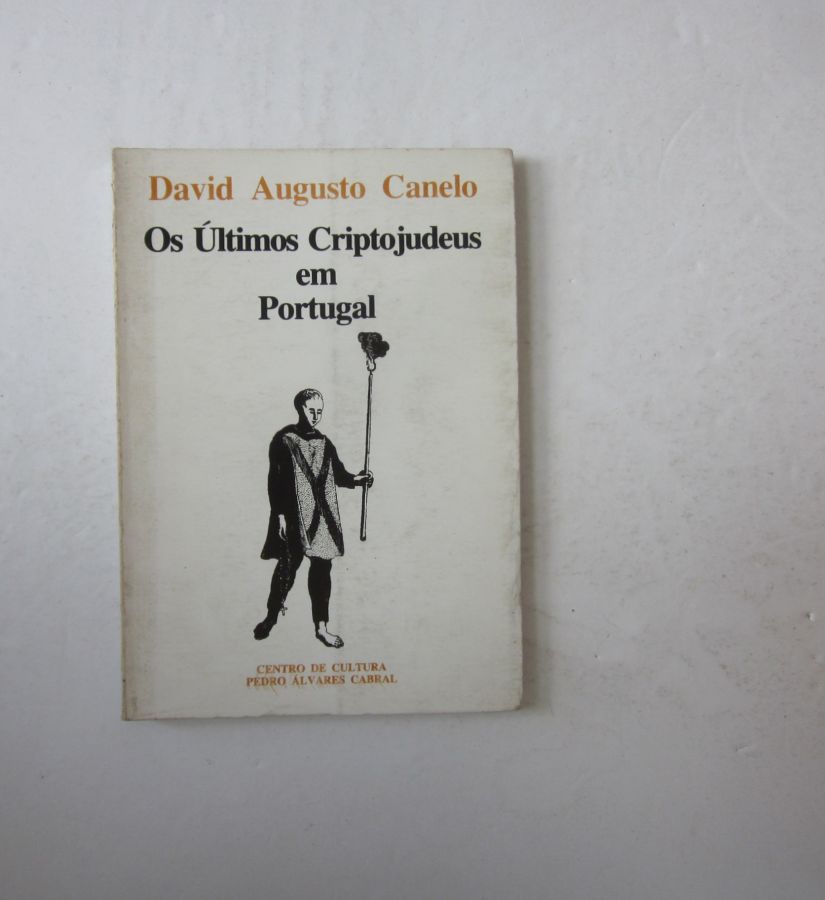 David Augusto Canelo
Os Últimos Criptojudeus
em
Portugal
CENTRO DE CULTURA
PEDRO ÁLVARES CABRAL